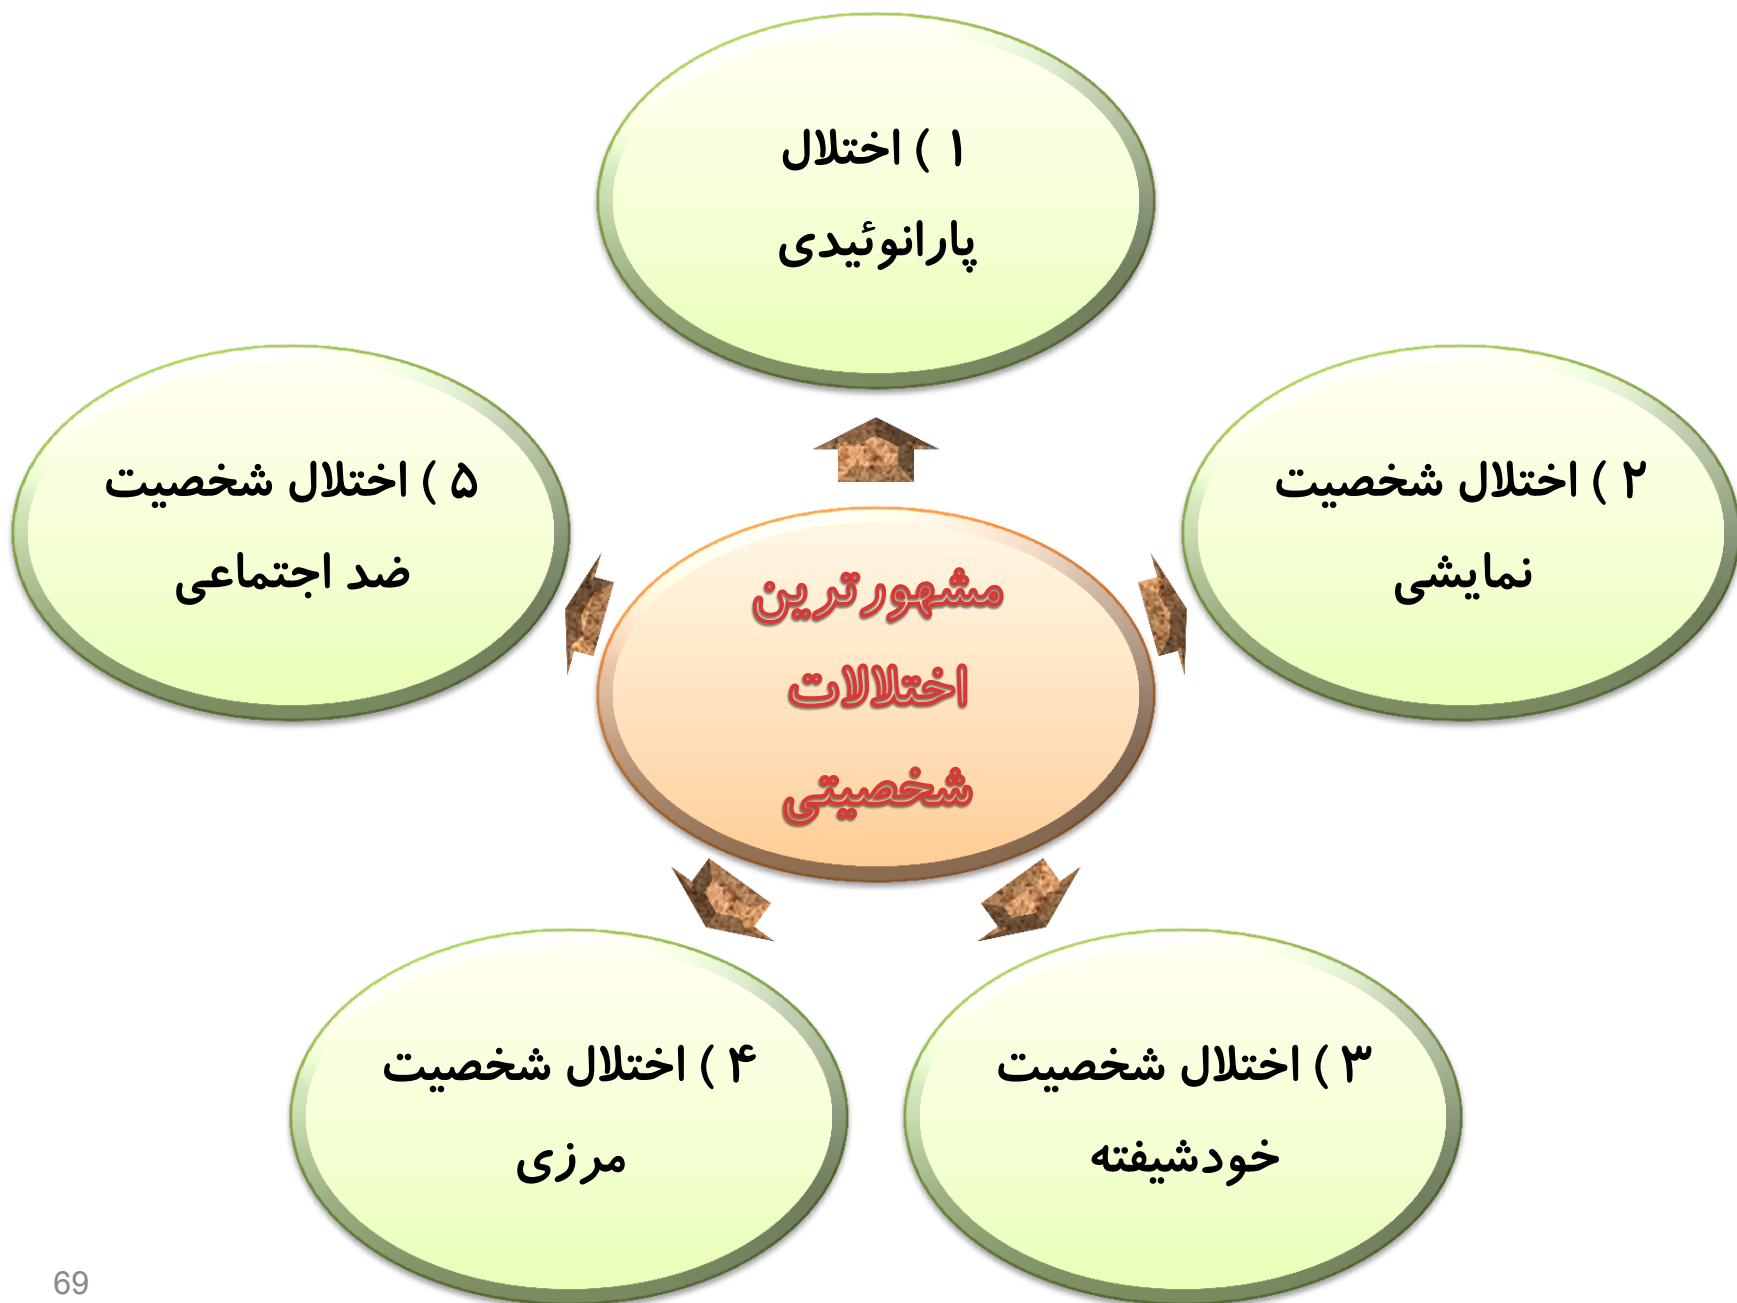 ۱ ) اختلال
پارانوئیدی
۲ ) اختلال شخصیت
نمایشی
۳ ) اختلال شخصیت
خودشیفته
۴ ) اختلال شخصیت
مرزی
۵ ) اختلال شخصیت
ضد اجتماعی
مشهورترین
اختلالات
شخصیتی
69